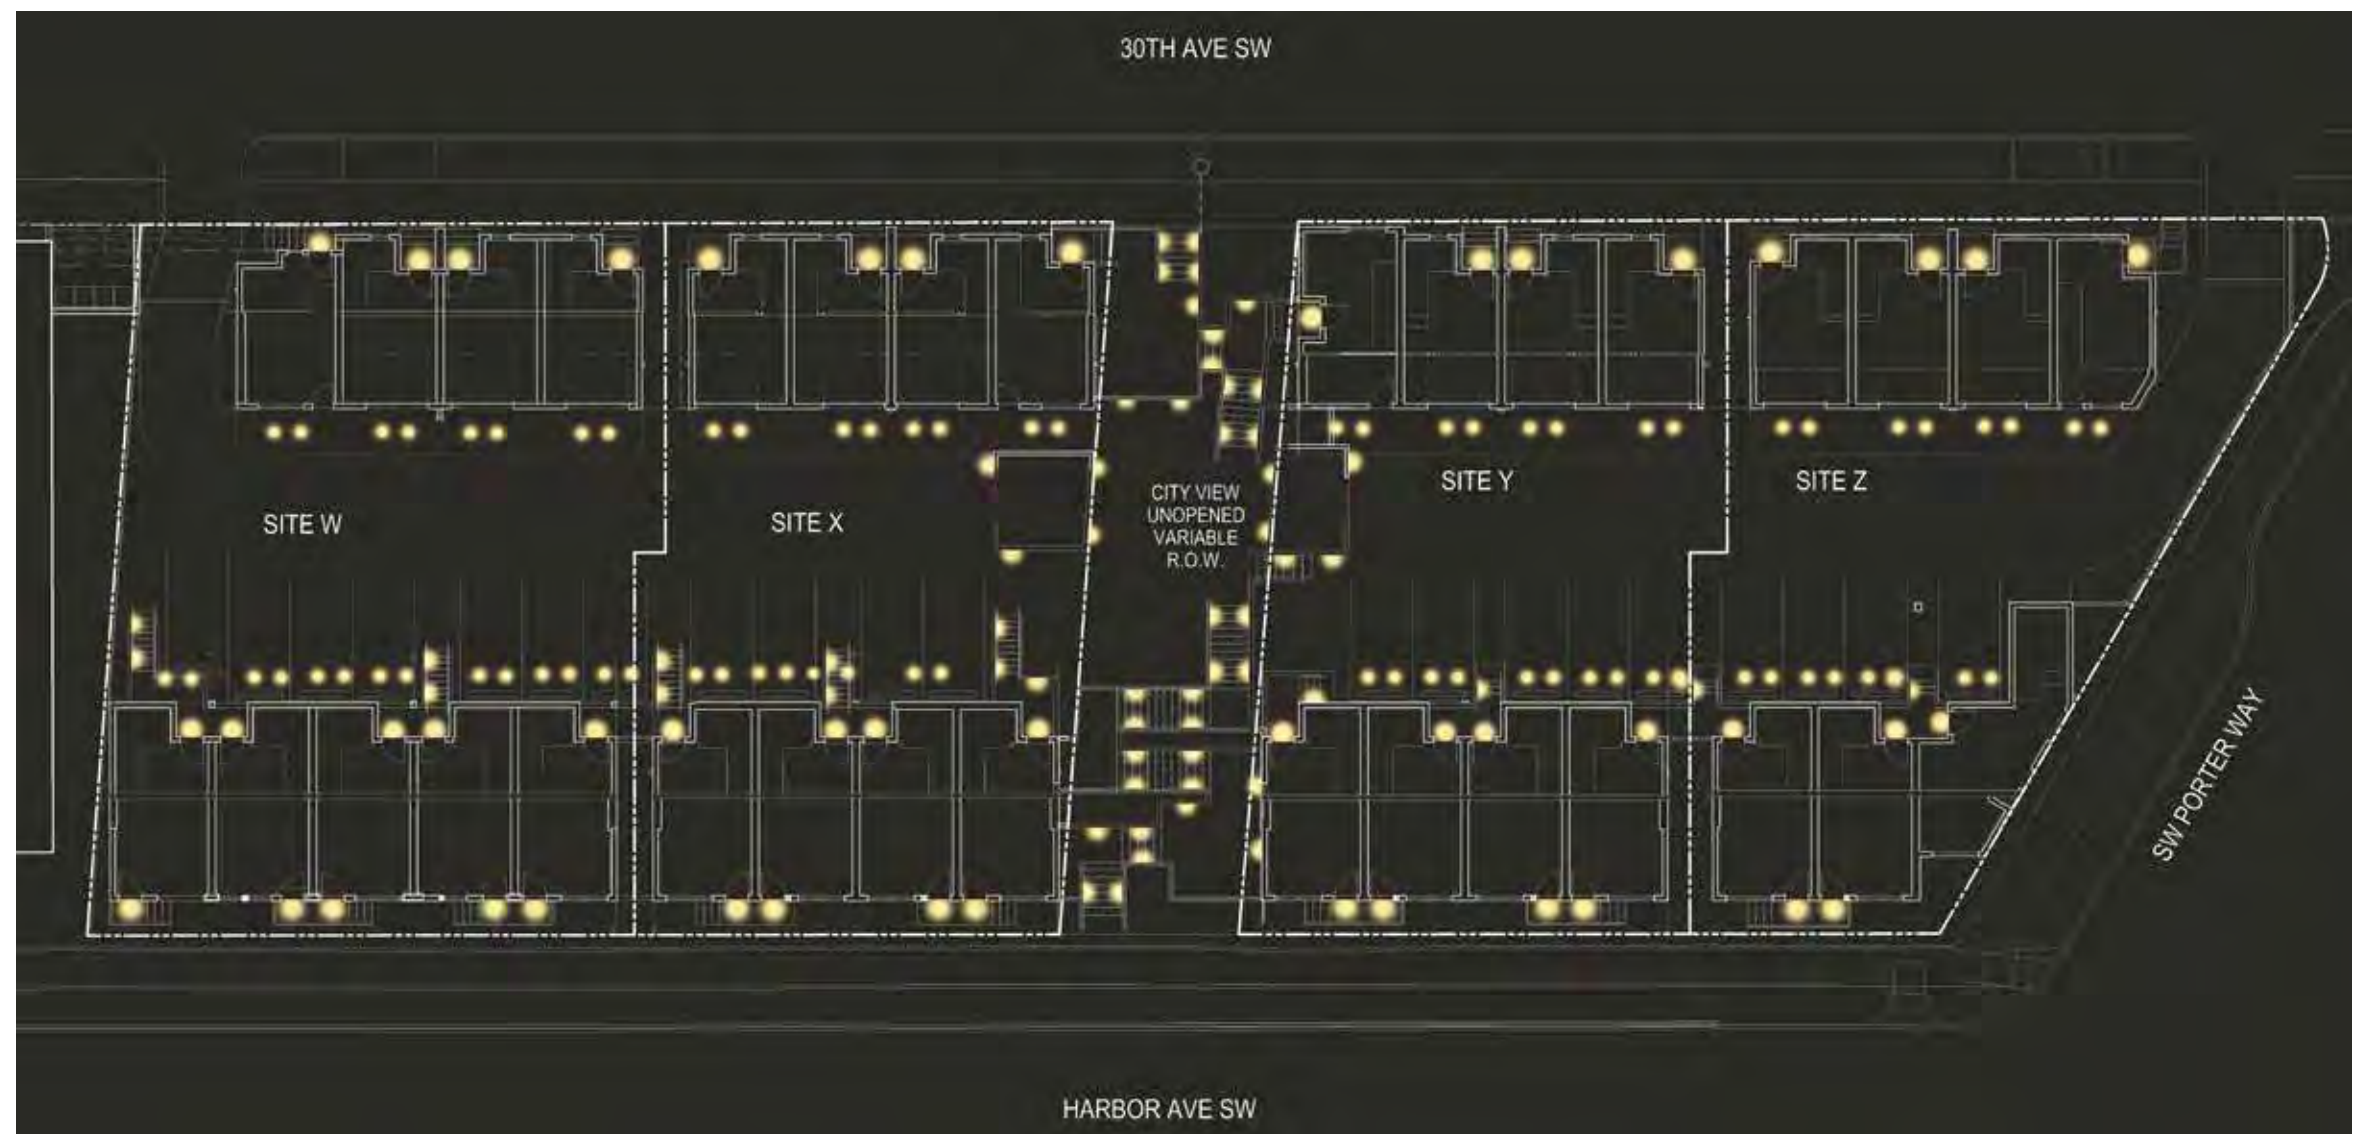 30TH AVE SW
SITE W
SITE X
CITY VIEW
UNOPENED
VARIABLE
R.O.W.
SITE Y
SITE Z
SW PORTER WAY
HARBOR AVE SW